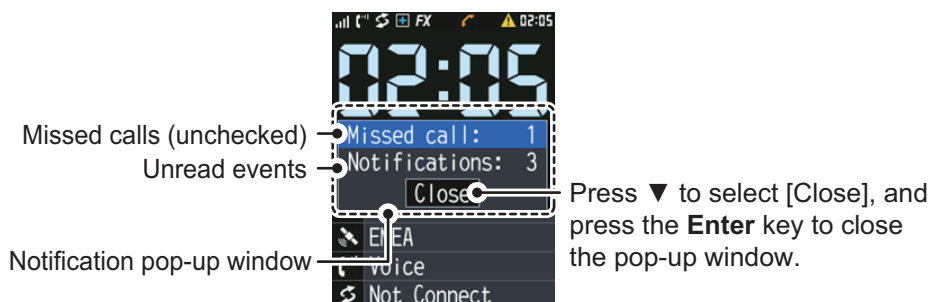 FX 02:05
02:05
Missed calls (unchecked)
Missed call: 1
Unread events
Notifications: 3
Close
Press ▼ to select [Close], and
press the Enter key to close
the pop-up window.
EMEA
Notification pop-up window
Voice
Not Connect